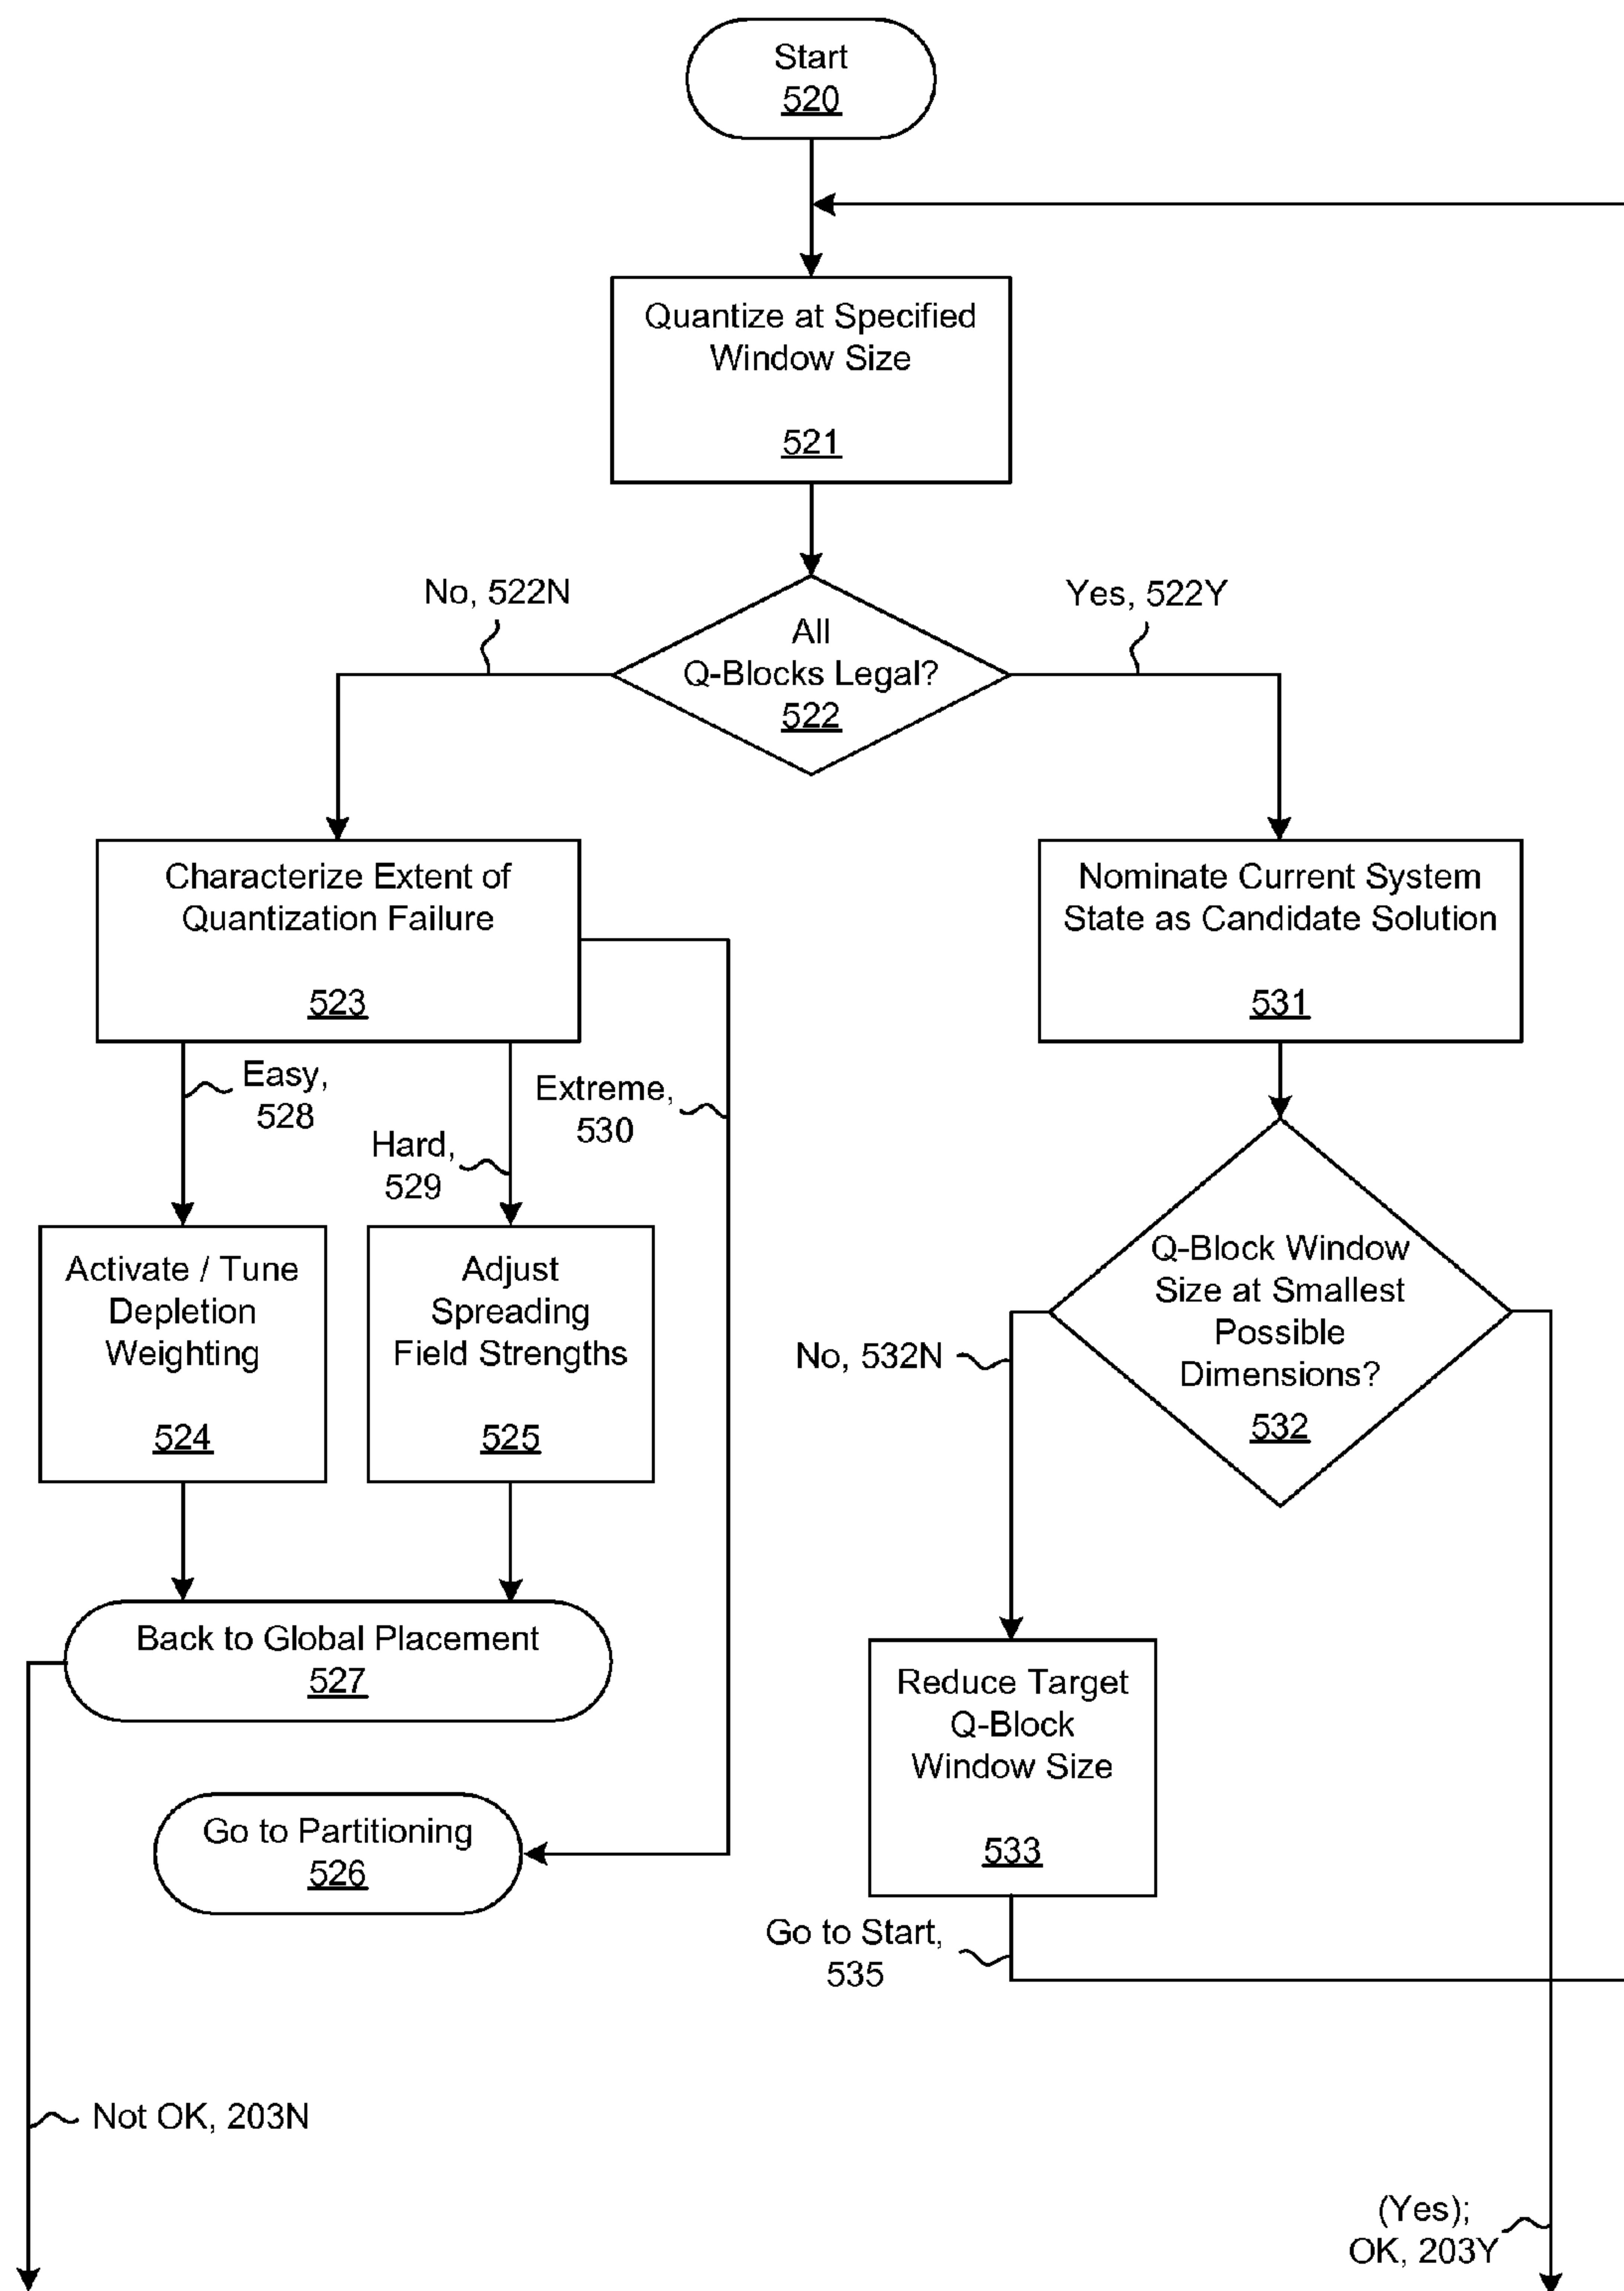 Start
520
Quantize at Specified
Window Size
521
No, 522N
Yes, 522Y
All
Q-Blocks Legal?
522
Characterize Extent of
Quantization Failure
523
Nominate Current System
State as Candidate Solution
531
Easy,
528
Extreme,
530
Hard,
529
Activate / Tune
Depletion
Weighting
524
Adjust
Spreading
Field Strengths
525
Q-Block Window
Size at Smallest
Possible
Dimensions?
532
No, 532N
Back to Global Placement
527
Reduce Target
Q-Block
Window Size
533
Go to Partitioning
526
Go to Start,
535
Not OK, 203N
(Yes);
OK, 203Y